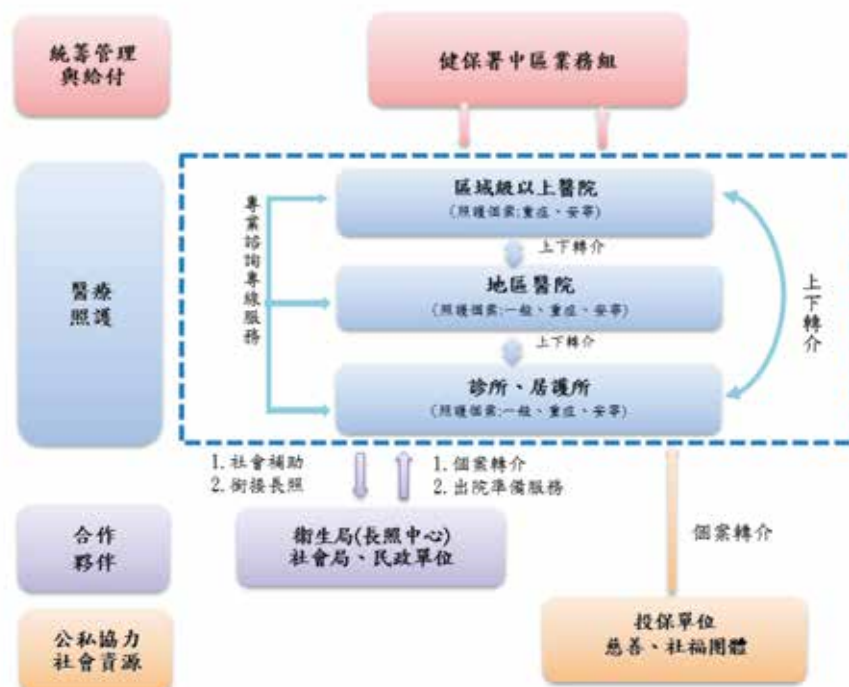 統籌管理
與給付
健保署中區業務組
醫療
照護
專業諮詢專線服務
區域級以上醫院
(照護個案:重症、安寧)
上下轉介
地區醫院
(照護個案:一般、重症、安寧)
上下轉介
診所、居護所
(照護個案:一般、重症、安寧)
上下轉介
1. 社會補助
2. 銜接長照
1. 個案轉介
2. 出院準備服務
合作
夥伴
衛生局(長照中心)
社會局、民政單位
個案轉介
公私協力
社會資源
投保單位
慈善、社福團體